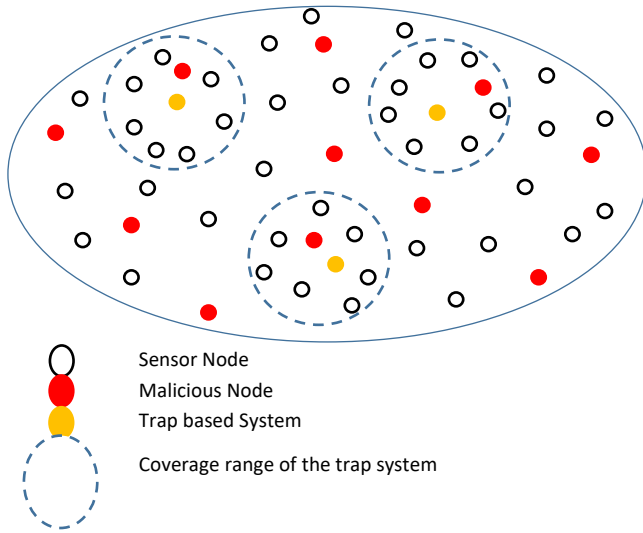 Sensor Node
Malicious Node
Trap based System
Coverage range of the trap system